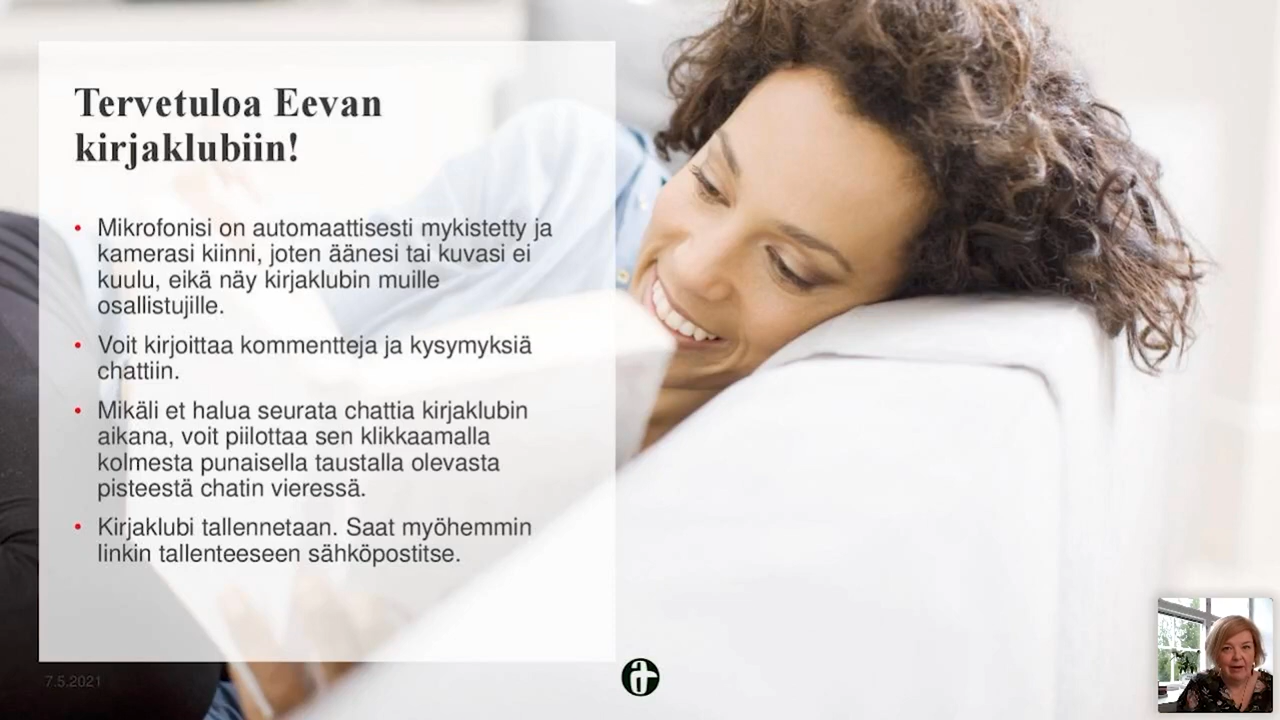 Tervetuloa Eevan
kirjaklubiin!
• Mikrofonisi on automaattisesti mykistetty ja
kamerasi kiinni, joten äänesi tai kuvasi ei
kuulu, eikä näy kirjaklubin muille
osallistujille.
• Voit kirjoittaa kommentteja ja kysymyksiä
chattiin.
• Mikäli et halua seurata chattia kirjaklubin
aikana, voit piilottaa sen klikkaamalla
kolmesta punaisella taustalla olevasta
pisteestä chatin vieressä.
• Kirjaklubi tallennetaan. Saat myöhemmin
linkin tallenteeseen sähköpostitse.
7.5.2021